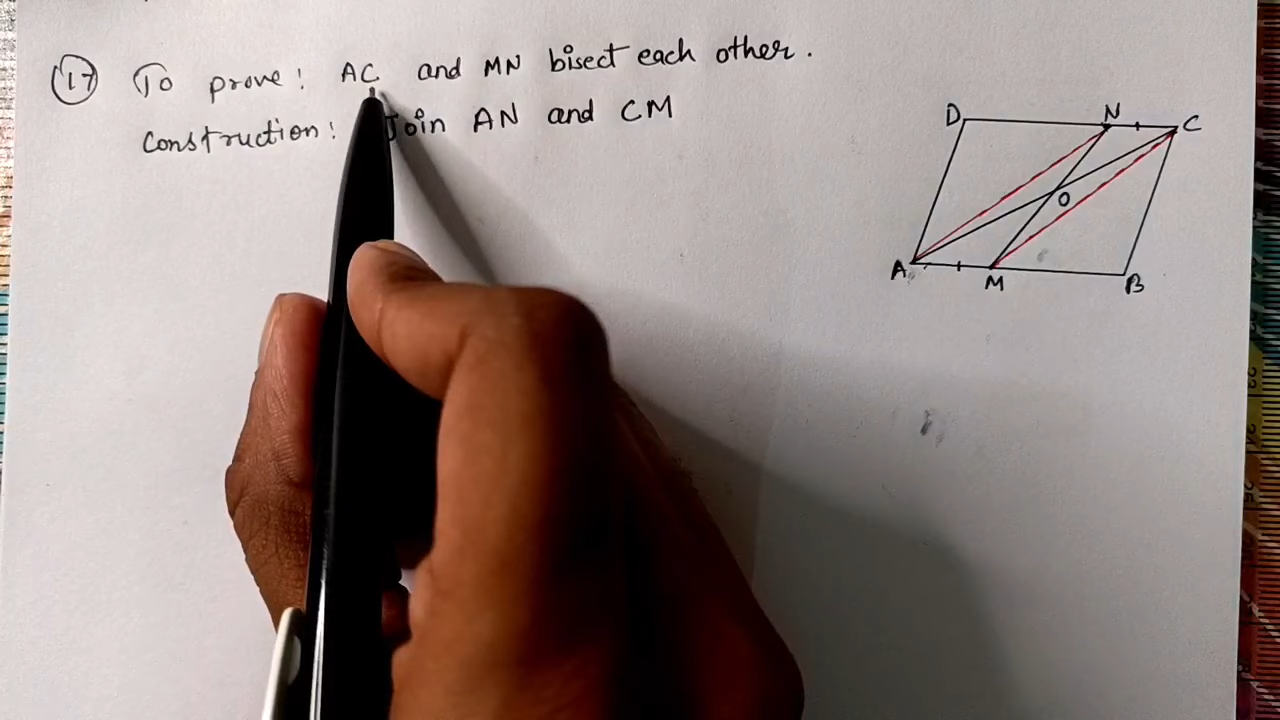 17 To prove: AC and MN bisect each other.
Construction: Join AN and CM
D N C
O
A M B